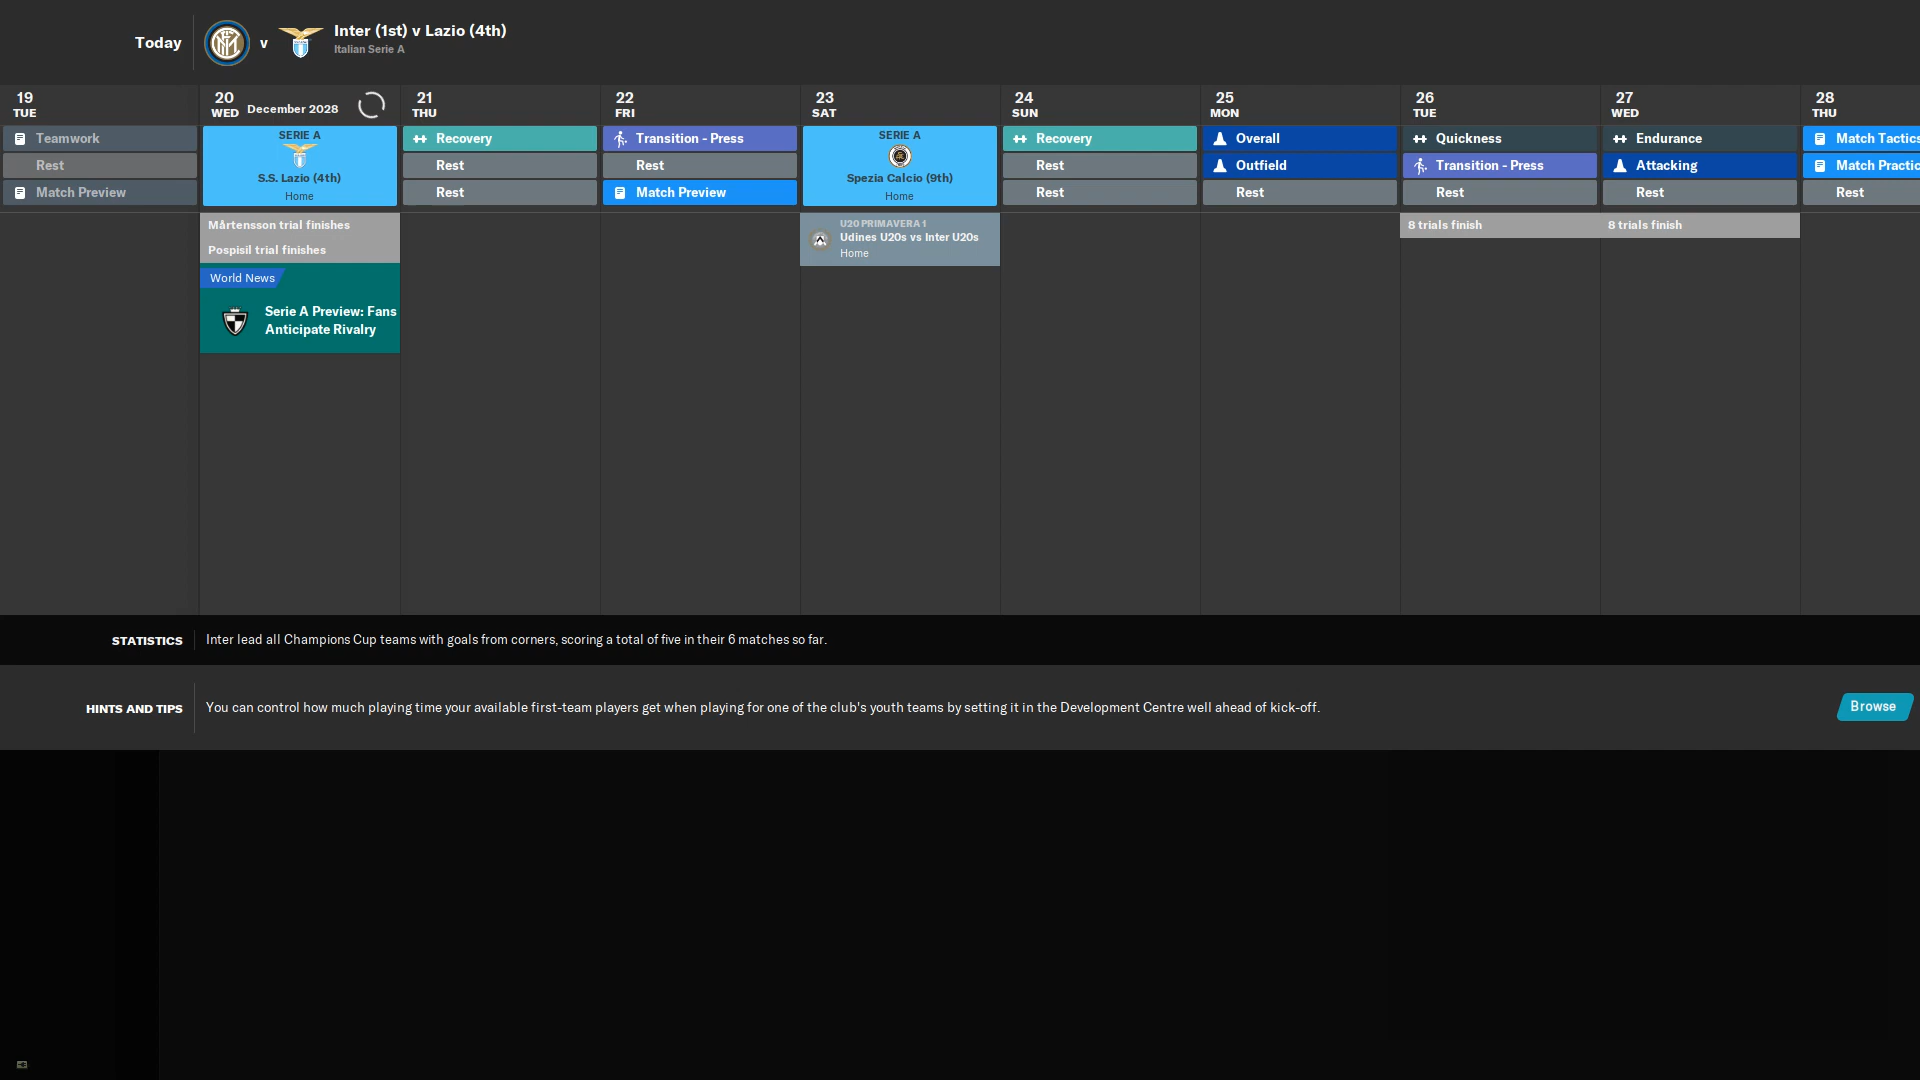 Today
v
Inter (1st) v Lazio (4th)
Italian Serie A
19
TUE
20
WED
December 2028
21
THU
22
FRI
23
SAT
24
SUN
25
MON
26
TUE
27
WED
28
THU
Teamwork
Rest
Match Preview
SERIE A
S.S. Lazio (4th)
Home
Recovery
Rest
Rest
Transition - Press
Rest
Match Preview
SERIE A
Spezia Calcio (9th)
Home
Recovery
Rest
Rest
Overall
Outfield
Rest
Quickness
Transition - Press
Rest
Endurance
Attacking
Rest
Match Tactics
Match Practic
Rest
Mårtensson trial finishes
Pospisil trial finishes
World News
Serie A Preview: Fans
Anticipate Rivalry
U20 PRIMAVERA 1
Udines U20s vs Inter U20s
Home
8 trials finish
8 trials finish
STATISTICS
Inter lead all Champions Cup teams with goals from corners, scoring a total of five in their 6 matches so far.
HINTS AND TIPS
You can control how much playing time your available first-team players get when playing for one of the club's youth teams by setting it in the Development Centre well ahead of kick-off.
Browse